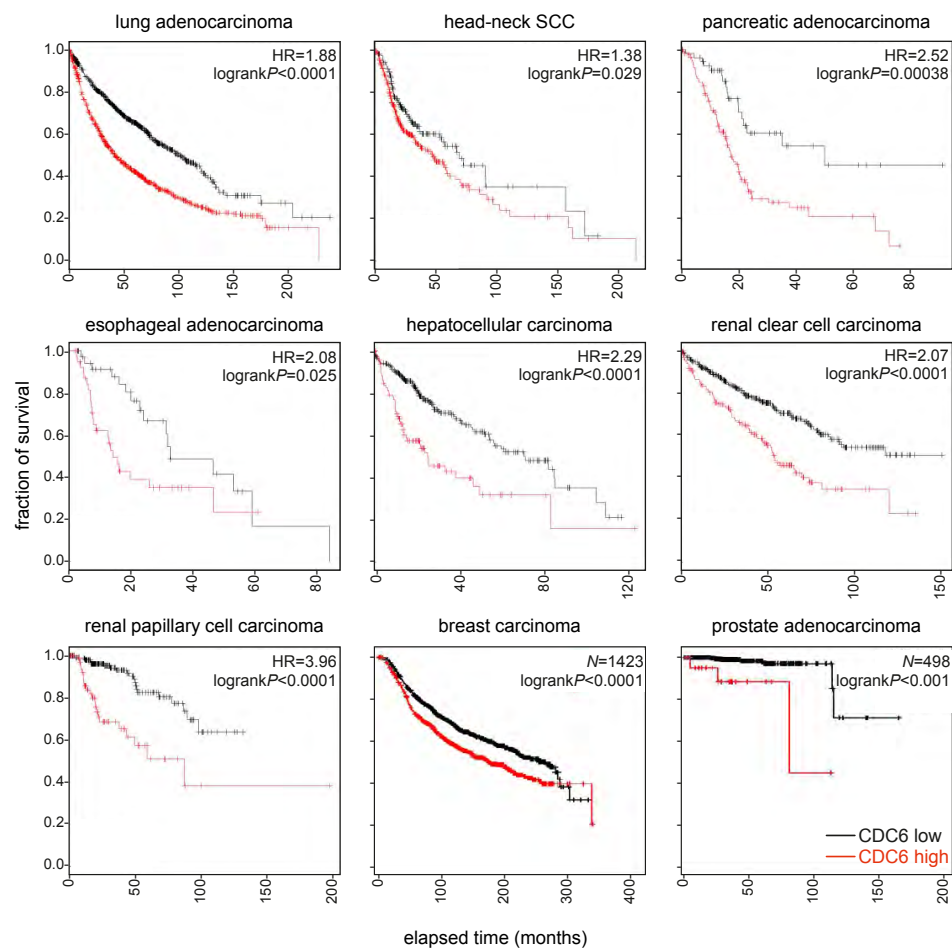 lung adenocarcinoma
HR=1.88
logrankP<0.0001
1.0
0.8
0.6
0.4
0.2
0.0
0
50
100
150
200
head-neck SCC
HR=1.38
logrankP=0.029
0
50
100
150
200
pancreatic adenocarcinoma
HR=2.52
logrankP=0.00038
0
20
40
60
80
fraction of survival
esophageal adenocarcinoma
HR=2.08
logrankP=0.025
1.0
0.8
0.6
0.4
0.2
0.0
0
20
40
60
80
hepatocellular carcinoma
HR=2.29
logrankP<0.0001
0
40
80
120
renal clear cell carcinoma
HR=2.07
logrankP<0.0001
0
50
100
150
renal papillary cell carcinoma
HR=3.96
logrankP<0.0001
1.0
0.8
0.6
0.4
0.2
0.0
0
50
100
150
200
breast carcinoma
N=1423
logrankP<0.0001
0
100
200
300
400
prostate adenocarcinoma
N=498
logrankP<0.001
CDC6 low
CDC6 high
0
50
100
150
200
elapsed time (months)